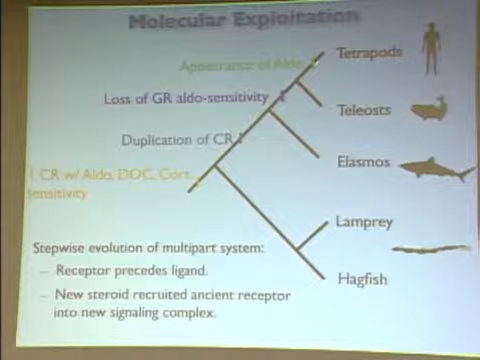 Molecular Exploitation
Tetrapods
Appearance of Aldo
Loss of GR aldo-sensitivity
Teleosts
Duplication of CR
Elasmos
1 CR w/ Aldo, DOC, Cort.
sensitivity
Lamprey
Stepwise evolution of multipart system:
– Receptor precedes ligand.
Hagfish
– New steroid recruited ancient receptor
into new signaling complex.